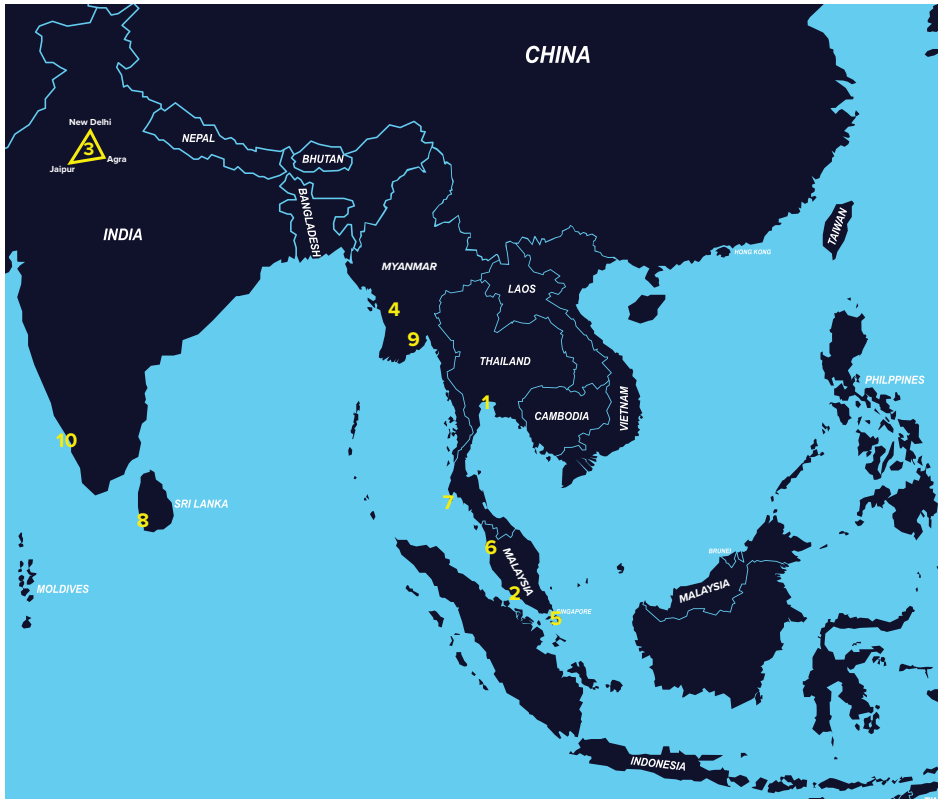 CHINA
New Delhi
3
Agra
Jaipur
NEPAL
BHUTAN
BANGLADESH
INDIA
TAIWAN
HONG KONG
MYANMAR
LAOS
4
9
THAILAND
PHILPPINES
1
CAMBODIA
VIETNAM
10
7
SRI LANKA
8
6
MALAYSIA
BRUNEI
MOLDIVES
2
MALAYSIA
SINGAPORE
5
INDONESIA